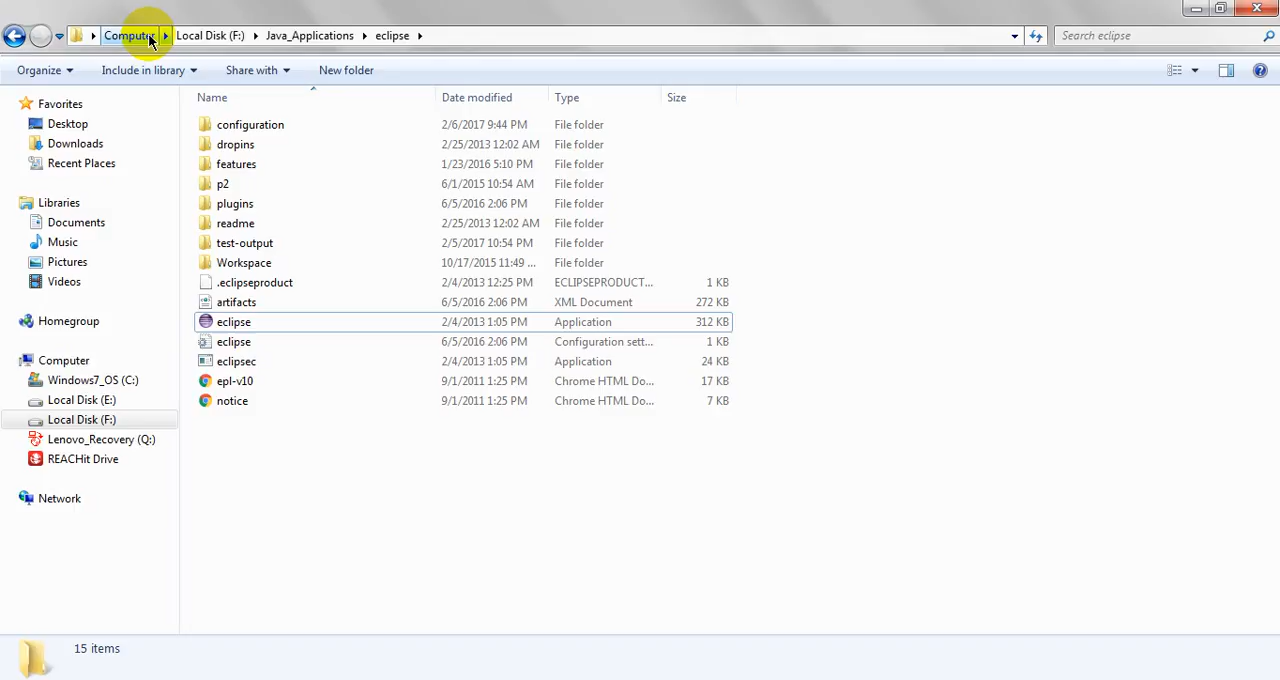 Computer Local Disk (F:) Java_Applications eclipse Search eclipse
Organize Include in library Share with New folder
Name Date modified Type Size
Favorites
Desktop
Downloads
Recent Places
Libraries
Documents
Music
Pictures
Videos
Homegroup
Computer
Windows7_OS (C:)
Local Disk (E:)
Local Disk (F:)
Lenovo_Recovery (Q:)
REACHit Drive
Network
configuration 2/6/2017 9:44 PM File folder
dropins 2/25/2013 12:02 AM File folder
features 1/23/2016 5:10 PM File folder
p2 6/1/2015 10:54 AM File folder
plugins 6/5/2016 2:06 PM File folder
readme 2/25/2013 12:02 AM File folder
test-output 2/5/2017 10:54 PM File folder
Workspace 10/17/2015 11:49 ... File folder
.eclipseproduct 2/4/2013 12:25 PM ECLIPSEPRODUCT... 1 KB
artifacts 6/5/2016 2:06 PM XML Document 272 KB
eclipse 2/4/2013 1:05 PM Application 312 KB
eclipse 6/5/2016 2:06 PM Configuration sett... 1 KB
eclipsec 2/4/2013 1:05 PM Application 24 KB
epl-v10 9/1/2011 1:25 PM Chrome HTML Do... 17 KB
notice 9/1/2011 1:25 PM Chrome HTML Do... 7 KB
15 items